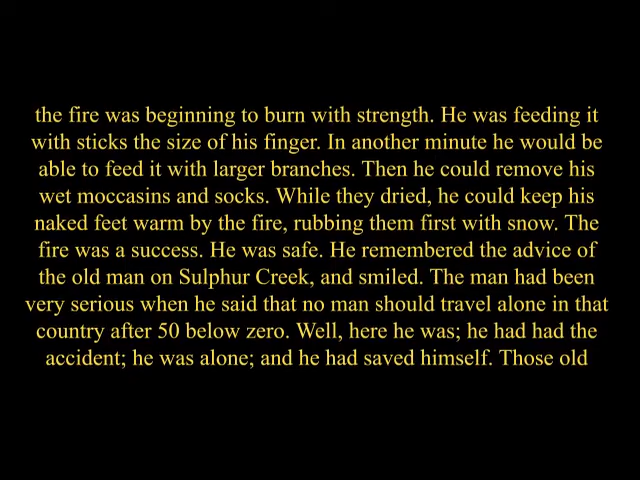 the fire was beginning to burn with strength. He was feeding it
with sticks the size of his finger. In another minute he would be
able to feed it with larger branches. Then he could remove his
wet moccasins and socks. While they dried, he could keep his
naked feet warm by the fire, rubbing them first with snow. The
fire was a success. He was safe. He remembered the advice of
the old man on Sulphur Creek, and smiled. The man had been
very serious when he said that no man should travel alone in that
country after 50 below zero. Well, here he was; he had had the
accident; he was alone; and he had saved himself. Those old